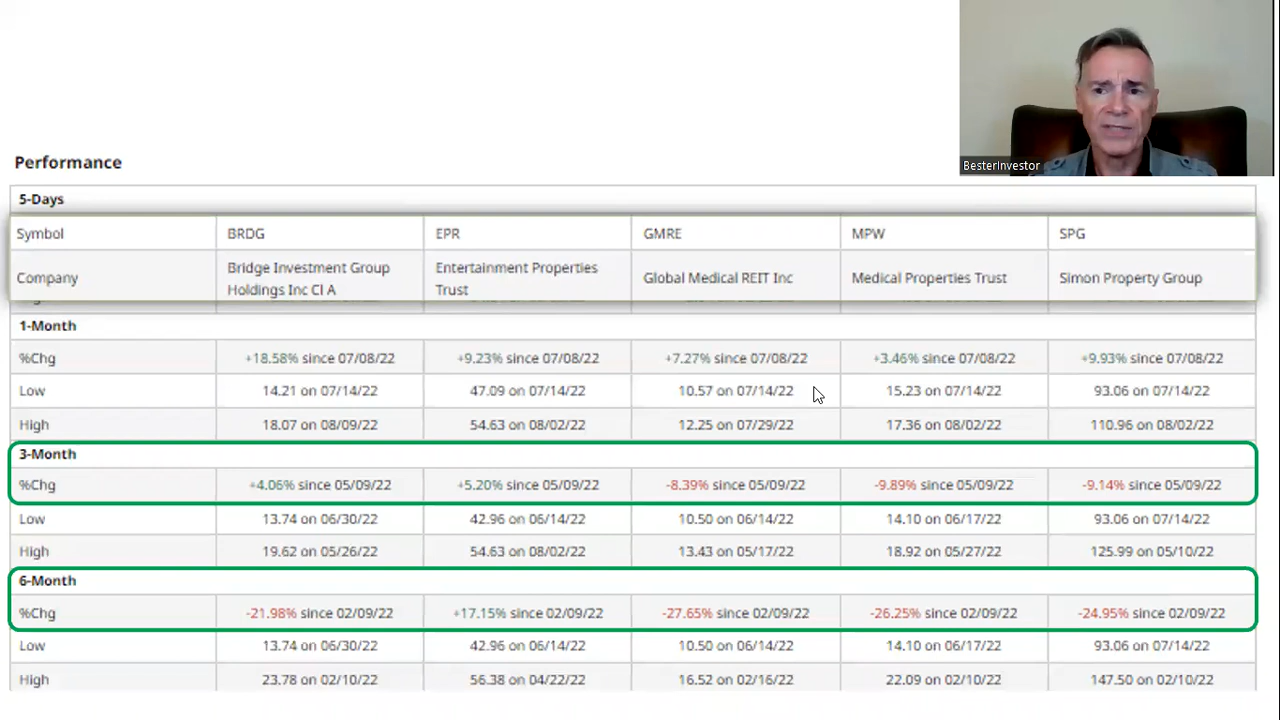 BesterInvestor
Performance
5-Days
Symbol BRDG EPR GMRE MPW SPG
Company Bridge Investment Group Holdings Inc Cl A Entertainment Properties Trust Global Medical REIT Inc Medical Properties Trust Simon Property Group
1-Month
%Chg +18.58% since 07/08/22 +9.23% since 07/08/22 +7.27% since 07/08/22 +3.46% since 07/08/22 +9.93% since 07/08/22
Low 14.21 on 07/14/22 47.09 on 07/14/22 10.57 on 07/14/22 15.23 on 07/14/22 93.06 on 07/14/22
High 18.07 on 08/09/22 54.63 on 08/02/22 12.25 on 07/29/22 17.36 on 08/02/22 110.96 on 08/02/22
3-Month
%Chg +4.06% since 05/09/22 +5.20% since 05/09/22 -8.39% since 05/09/22 -9.89% since 05/09/22 -9.14% since 05/09/22
Low 13.74 on 06/30/22 42.96 on 06/14/22 10.50 on 06/14/22 14.10 on 06/17/22 93.06 on 07/14/22
High 19.62 on 05/26/22 54.63 on 08/02/22 13.43 on 05/17/22 18.92 on 05/27/22 125.99 on 05/10/22
6-Month
%Chg -21.98% since 02/09/22 +17.15% since 02/09/22 -27.65% since 02/09/22 -26.25% since 02/09/22 -24.95% since 02/09/22
Low 13.74 on 06/30/22 42.96 on 06/14/22 10.50 on 06/14/22 14.10 on 06/17/22 93.06 on 07/14/22
High 23.78 on 02/10/22 56.38 on 04/22/22 16.52 on 02/16/22 22.09 on 02/10/22 147.50 on 02/10/22